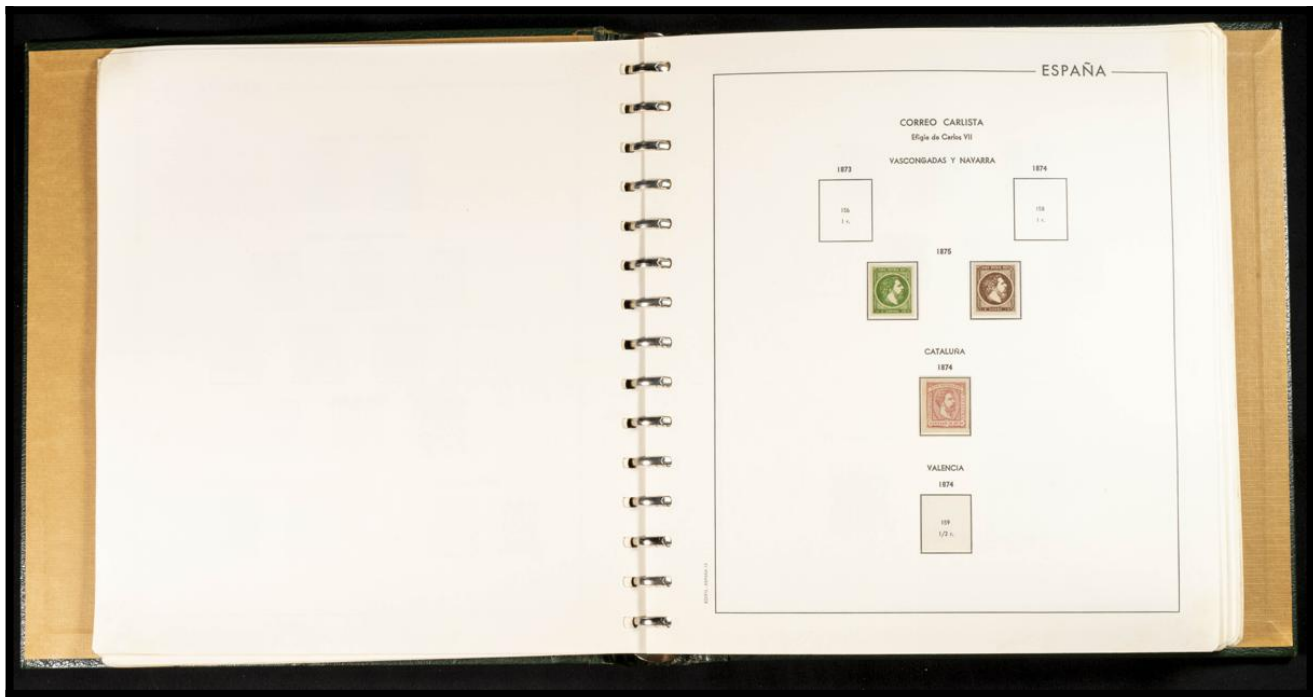 ESPAÑA
CORREO CARLISTA
Efigie de Carlos VII
VASCONGADAS Y NAVARRA
1873
1874
156
1 r.
158
1 r.
1875
CATALUÑA
1874
VALENCIA
1874
159
1/2 r.